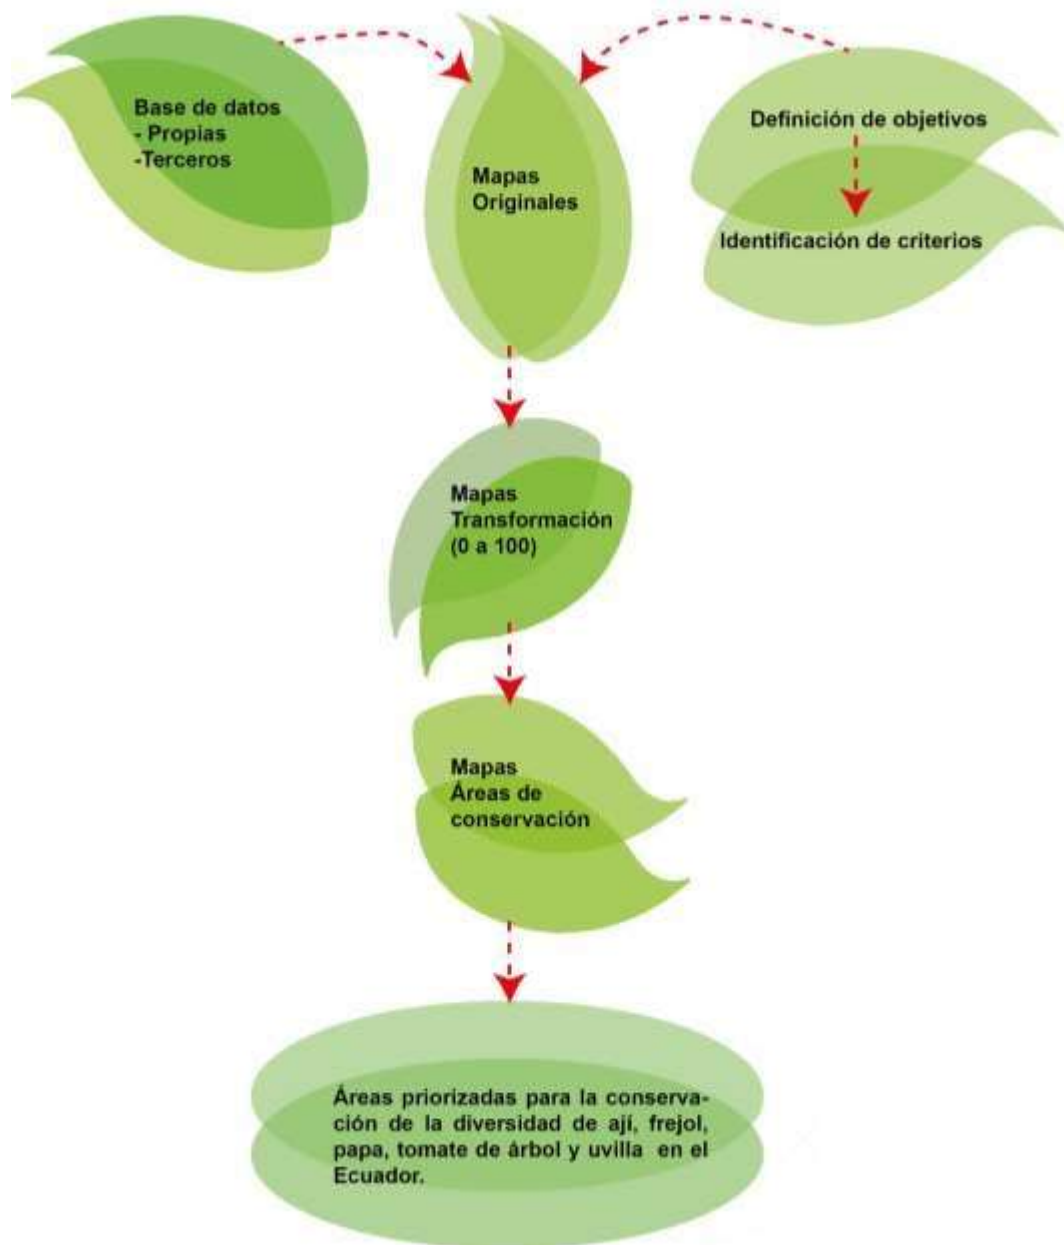 Base de datos
- Propias
-Terceros
Mapas
Originales
Definición de objetivos
Identificación de criterios
Mapas
Transformación
(0 a 100)
Mapas
Áreas de
conservación
Áreas priorizadas para la conserva-
ción de la diversidad de ají, frejol,
papa, tomate de árbol y uvilla en el
Ecuador.